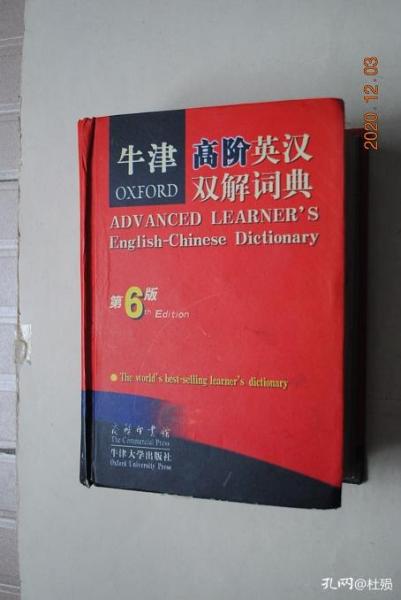 牛津
OXFORD
高阶英汉
双解词典
ADVANCED LEARNER'S
English-Chinese Dictionary
第6版
th Edition
The world's best-selling learner's dictionary
商务印书馆
The Commercial Press
牛津大学出版社
Oxford University Press
2020.12.03
孔网@杜殒